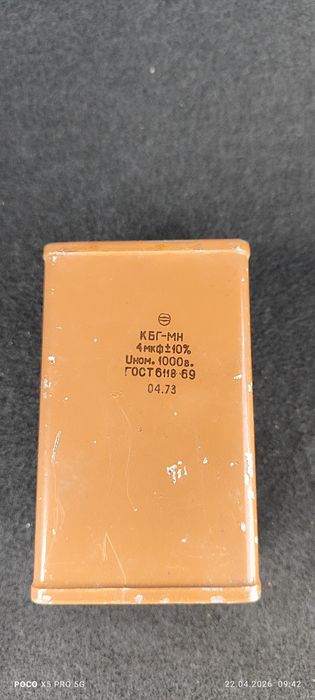 КБГ-МН
4мкф±10%
Uном. 1000в.
ГОСТ 6118-69
04.73
POCO X5 PRO 5G
22.04.2026 09:42